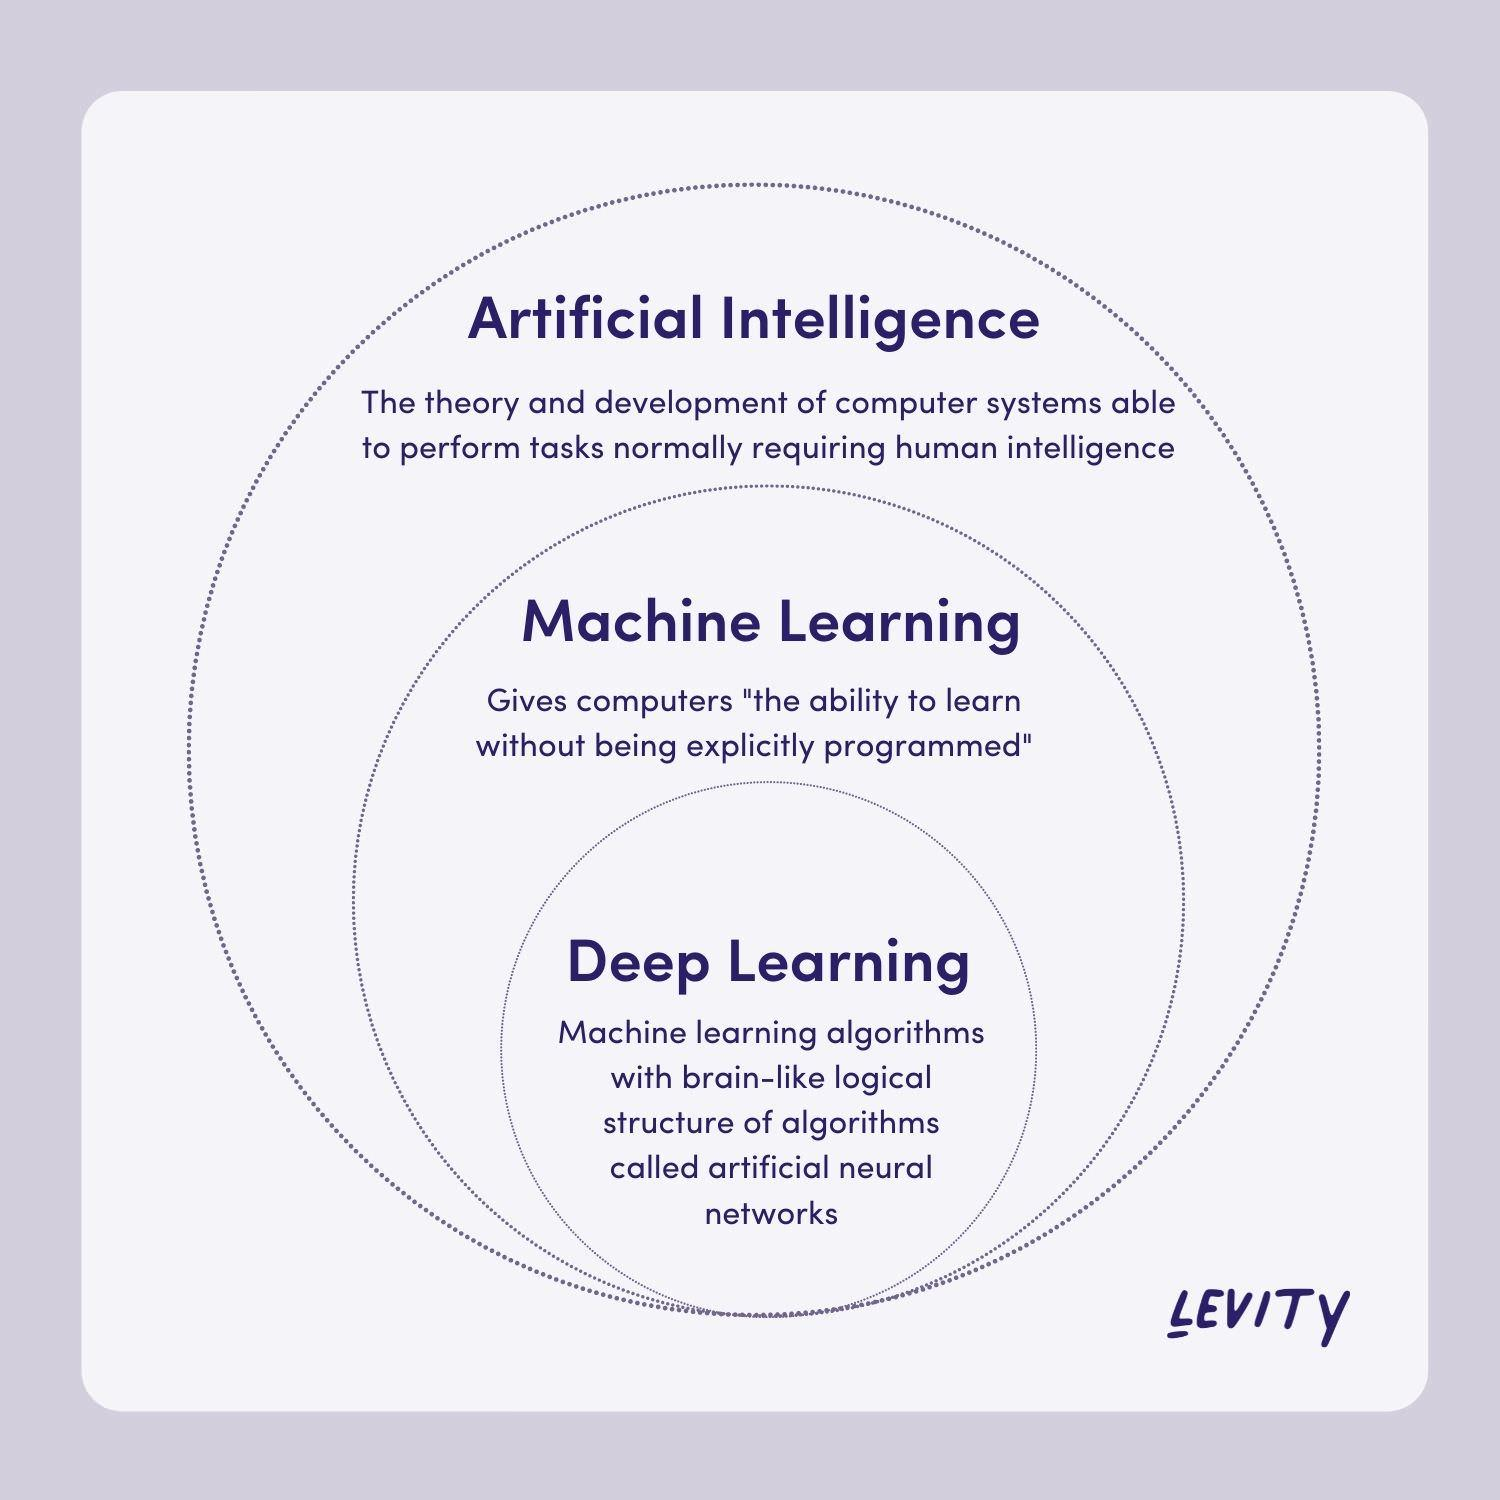 Artificial Intelligence
The theory and development of computer systems able
to perform tasks normally requiring human intelligence
Machine Learning
Gives computers "the ability to learn
without being explicitly programmed"
Deep Learning
Machine learning algorithms
with brain-like logical
structure of algorithms
called artificial neural
networks
LEVITY